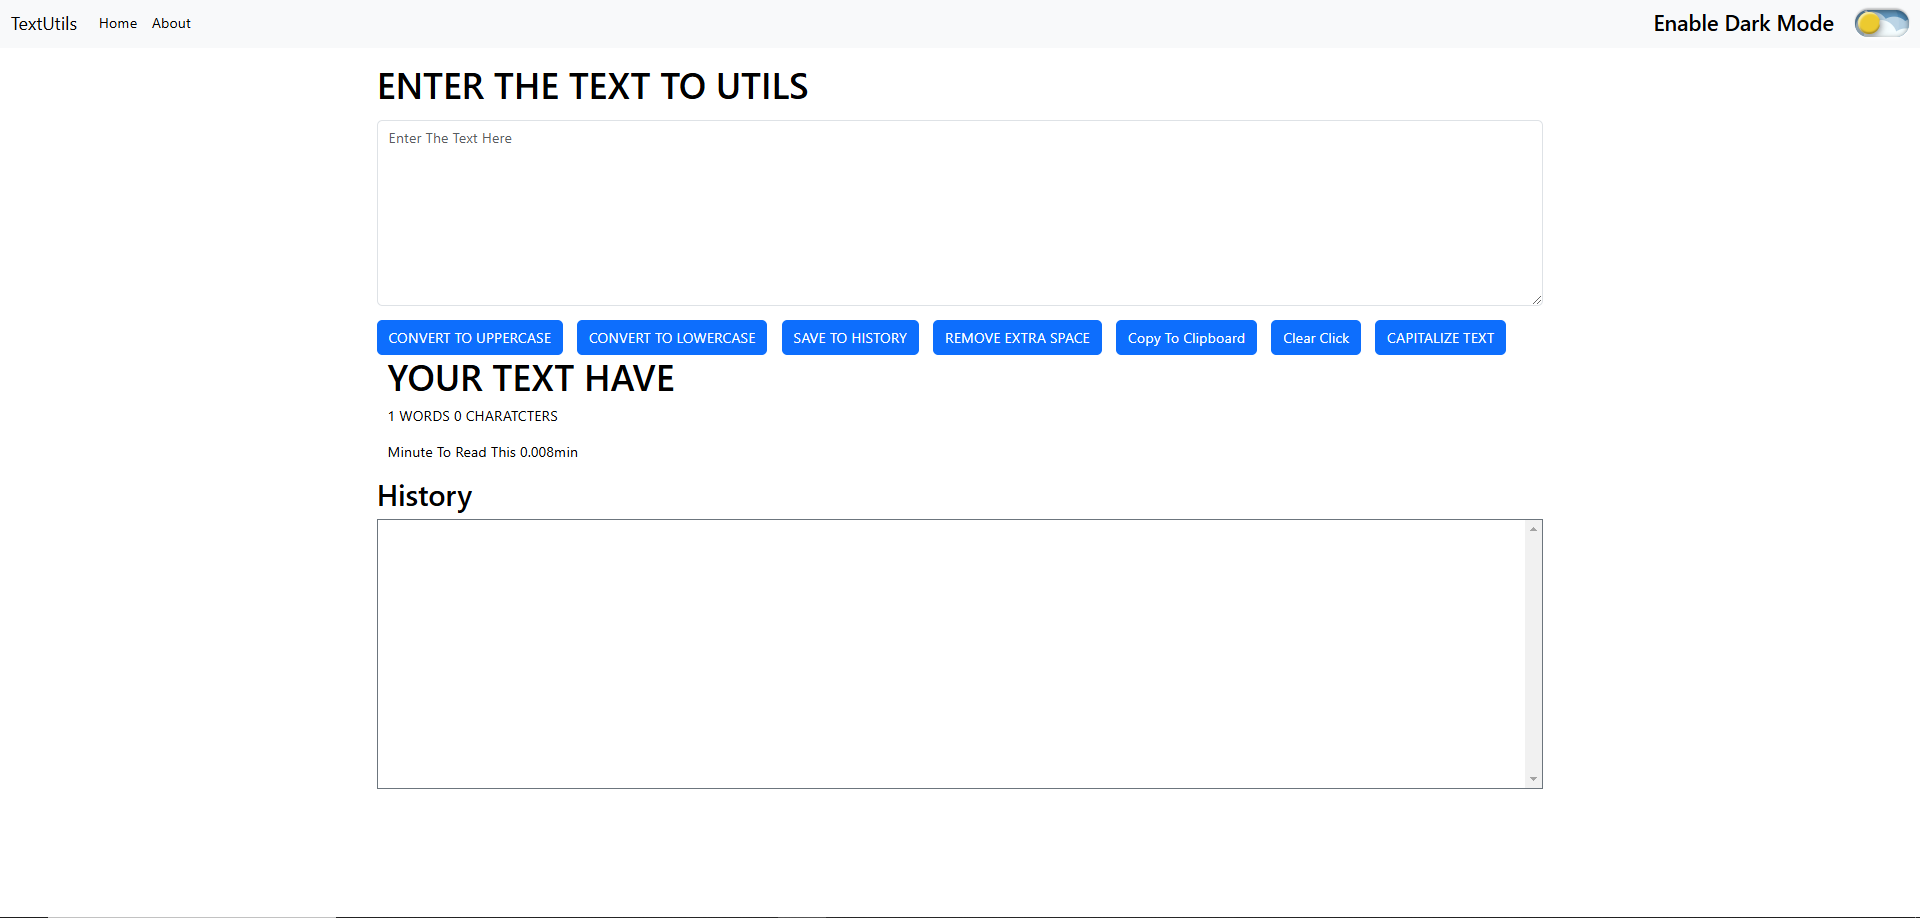 TextUtils Home About Enable Dark Mode
ENTER THE TEXT TO UTILS
Enter The Text Here
CONVERT TO UPPERCASE CONVERT TO LOWERCASE SAVE TO HISTORY REMOVE EXTRA SPACE Copy To Clipboard Clear Click CAPITALIZE TEXT
YOUR TEXT HAVE
1 WORDS 0 CHARATCTERS
Minute To Read This 0.008min
History